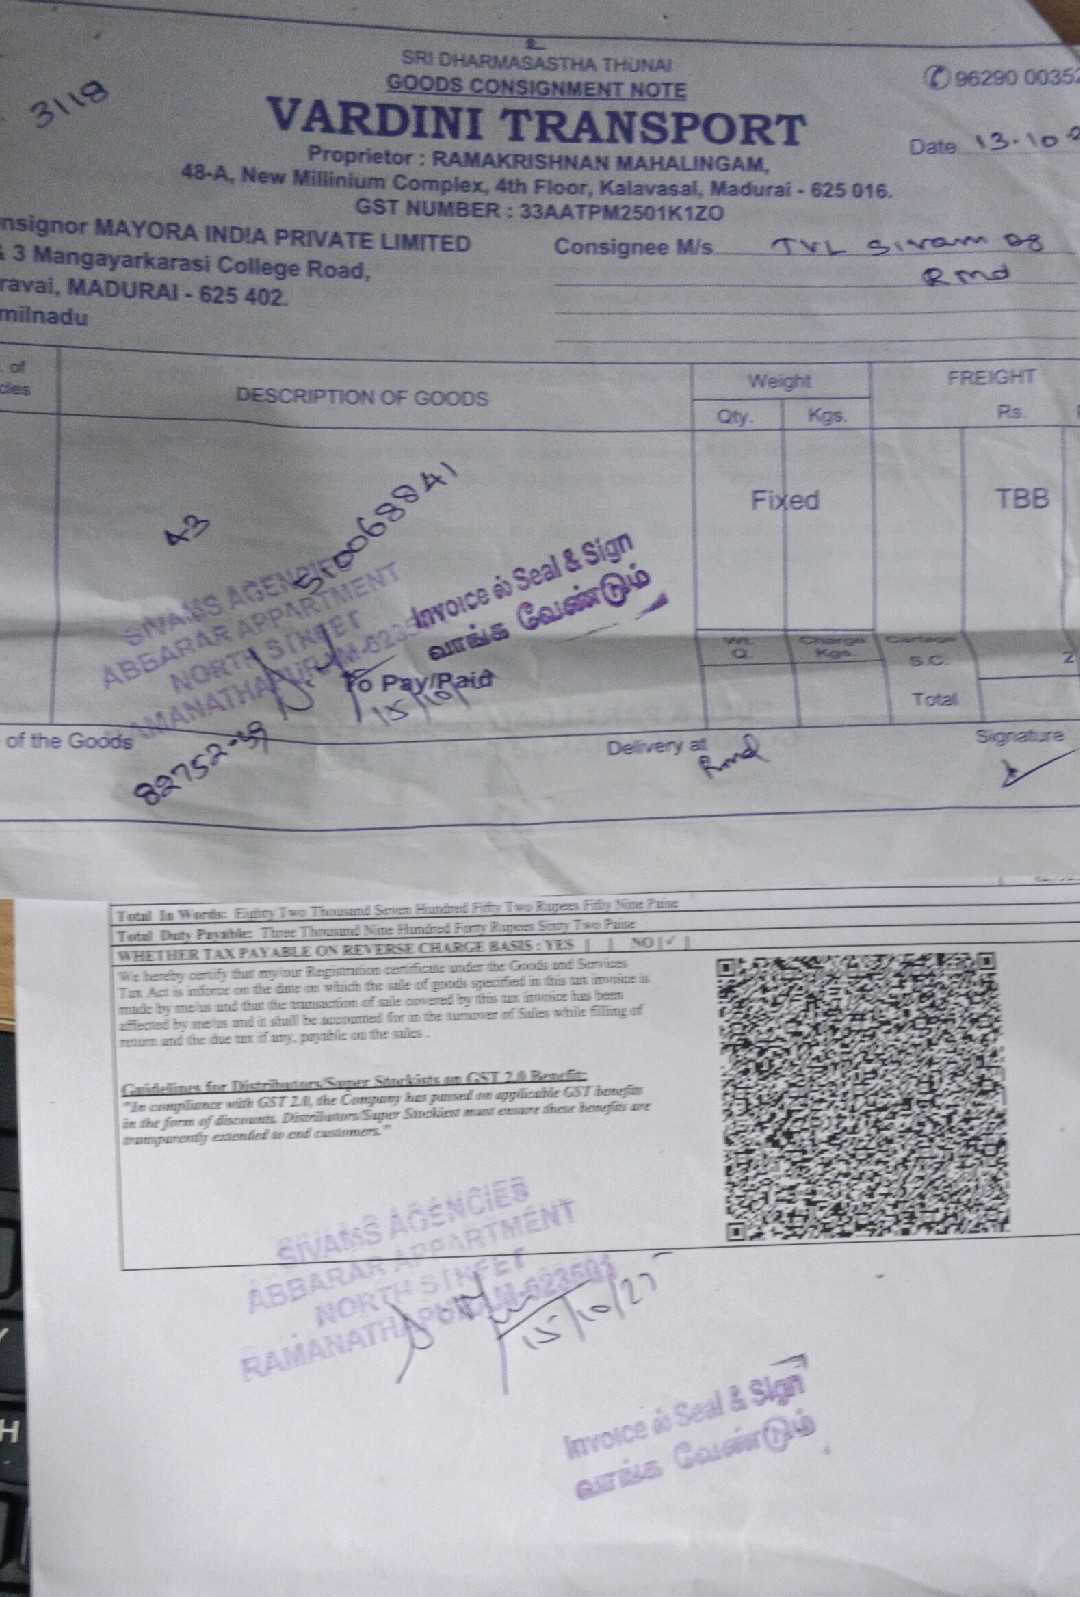 SRI DHARMASASTHA THUNAI
GOODS CONSIGNMENT NOTE
96290 0035
3118
VARDINI TRANSPORT
Date 13.10
Proprietor : RAMAKRISHNAN MAHALINGAM,
48-A, New Millinium Complex, 4th Floor, Kalavasal, Madurai - 625 016.
GST NUMBER : 33AATPM2501K1ZO
nsignor MAYORA INDIA PRIVATE LIMITED
& 3 Mangayarkarasi College Road,
ravai, MADURAI - 625 402.
milnadu
Consignee M/s TVL Sivam
Rmd
of
cles
DESCRIPTION OF GOODS
Weight
FREIGHT
Qty. Kgs.
Rs.
43
510068841
Fixed
TBB
SIVAMS AGENCIES
ABBARAR APPARTMENT
NORTH STREET
AMANATHAPURAM-623
Invoice ல் Seal & Sign
வாங்க வேண்டும்
To Pay/Paid
15/10/
Wt. Q.
Charge Kgs.
S.C.
2
Total
of the Goods
82752-59
Delivery at Rmd
Signature
Total In Words: Eighty Two Thousand Seven Hundred Fifty Two Rupees Fifty Nine Paise
Total Duty Payable: Three Thousand Nine Hundred Forty Rupees Sixty Two Paise
WHETHER TAX PAYABLE ON REVERSE CHARGE BASIS : YES [ ] NO [✓]
We hereby certify that my/our Registration certificate under the Goods and Services
Tax Act is inforce on the date on which the sale of goods specified in this tax invoice is
made by me/us and that the transaction of sale covered by this tax invoice has been
affected by me/us and it shall be accounted for in the turnover of Sales while filling of
return and the due tax if any, payable on the sales .
Guidelines for Distributors/Super Stockists on GST 2.0 Benefit:
"In compliance with GST 2.0, the Company has passed on applicable GST benefits
in the form of discounts. Distributors/Super Stockiest must ensure these benefits are
transparently extended to end customers."
SIVAMS AGENCIES
ABBARAR APPARTMENT
NORTH STREET
RAMANATHAPURAM-623501
15/10/25
Invoice ல் Seal & Sign
வாங்க வேண்டும்